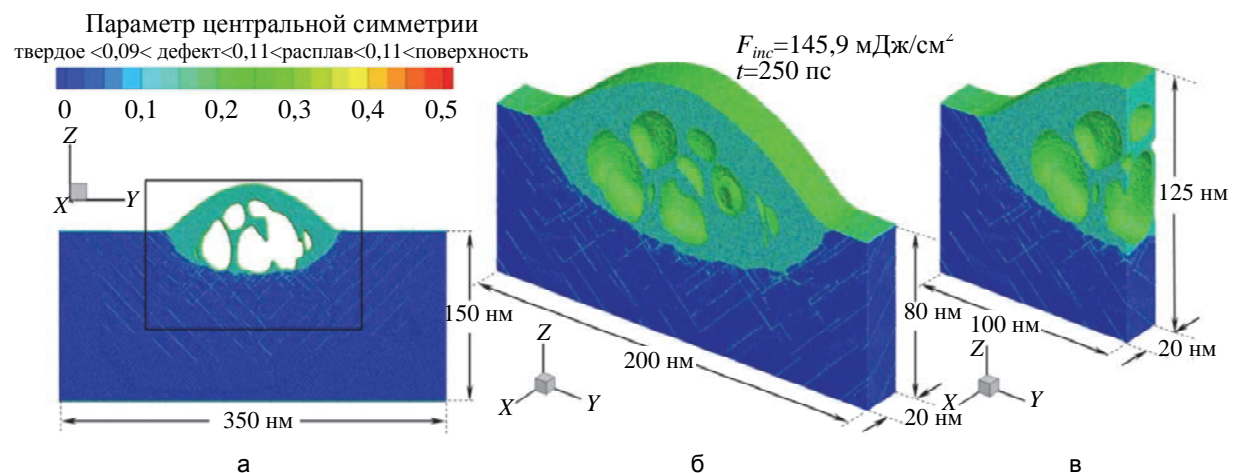 Параметр центральной симметрии
твердое <0,09< дефект<0,11<расплав<0,11<поверхность
0 0,1 0,2 0,3 0,4 0,5
F_inc=145,9 мДж/см²
t=250 пс
Z
X
Y
150 нм
350 нм
80 нм
200 нм
20 нм
Z
X
Y
125 нм
100 нм
20 нм
Z
X
Y
а
б
в